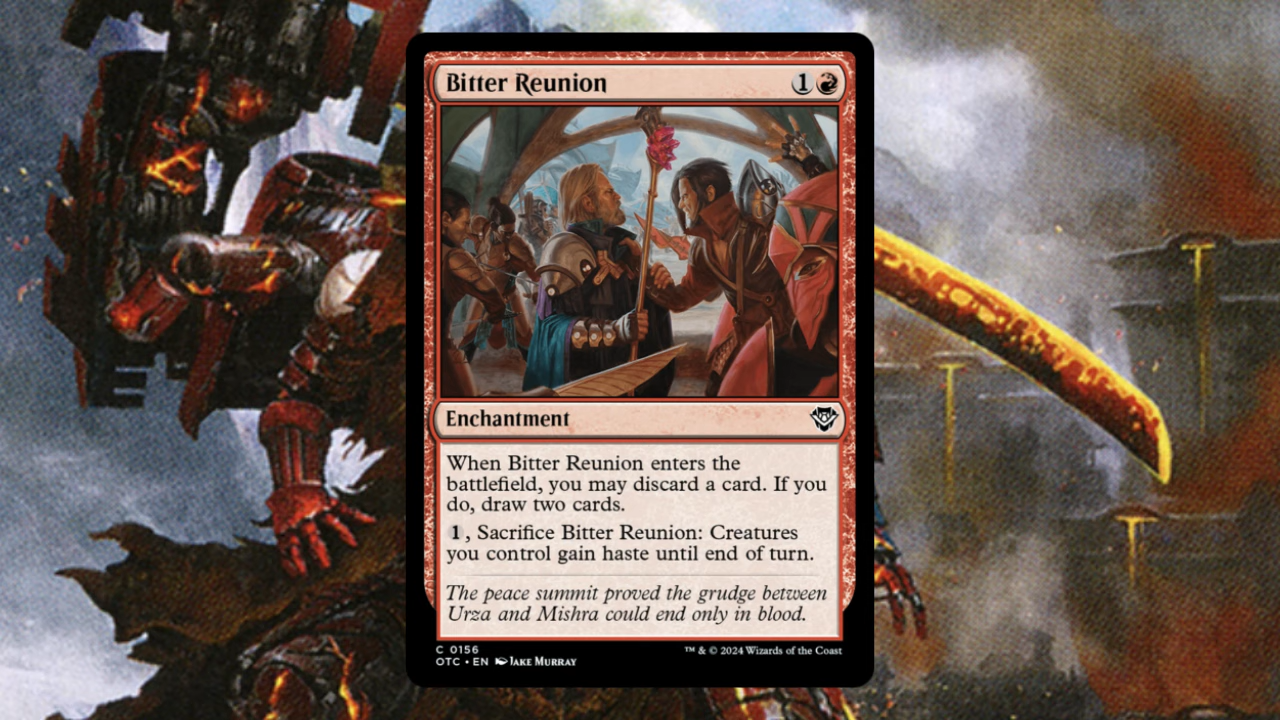 Bitter Reunion 1
Enchantment
When Bitter Reunion enters the
battlefield, you may discard a card. If you
do, draw two cards.
1, Sacrifice Bitter Reunion: Creatures
you control gain haste until end of turn.
The peace summit proved the grudge between
Urza and Mishra could end only in blood.
C 0156
OTC • EN Jake Murray
™ & © 2024 Wizards of the Coast